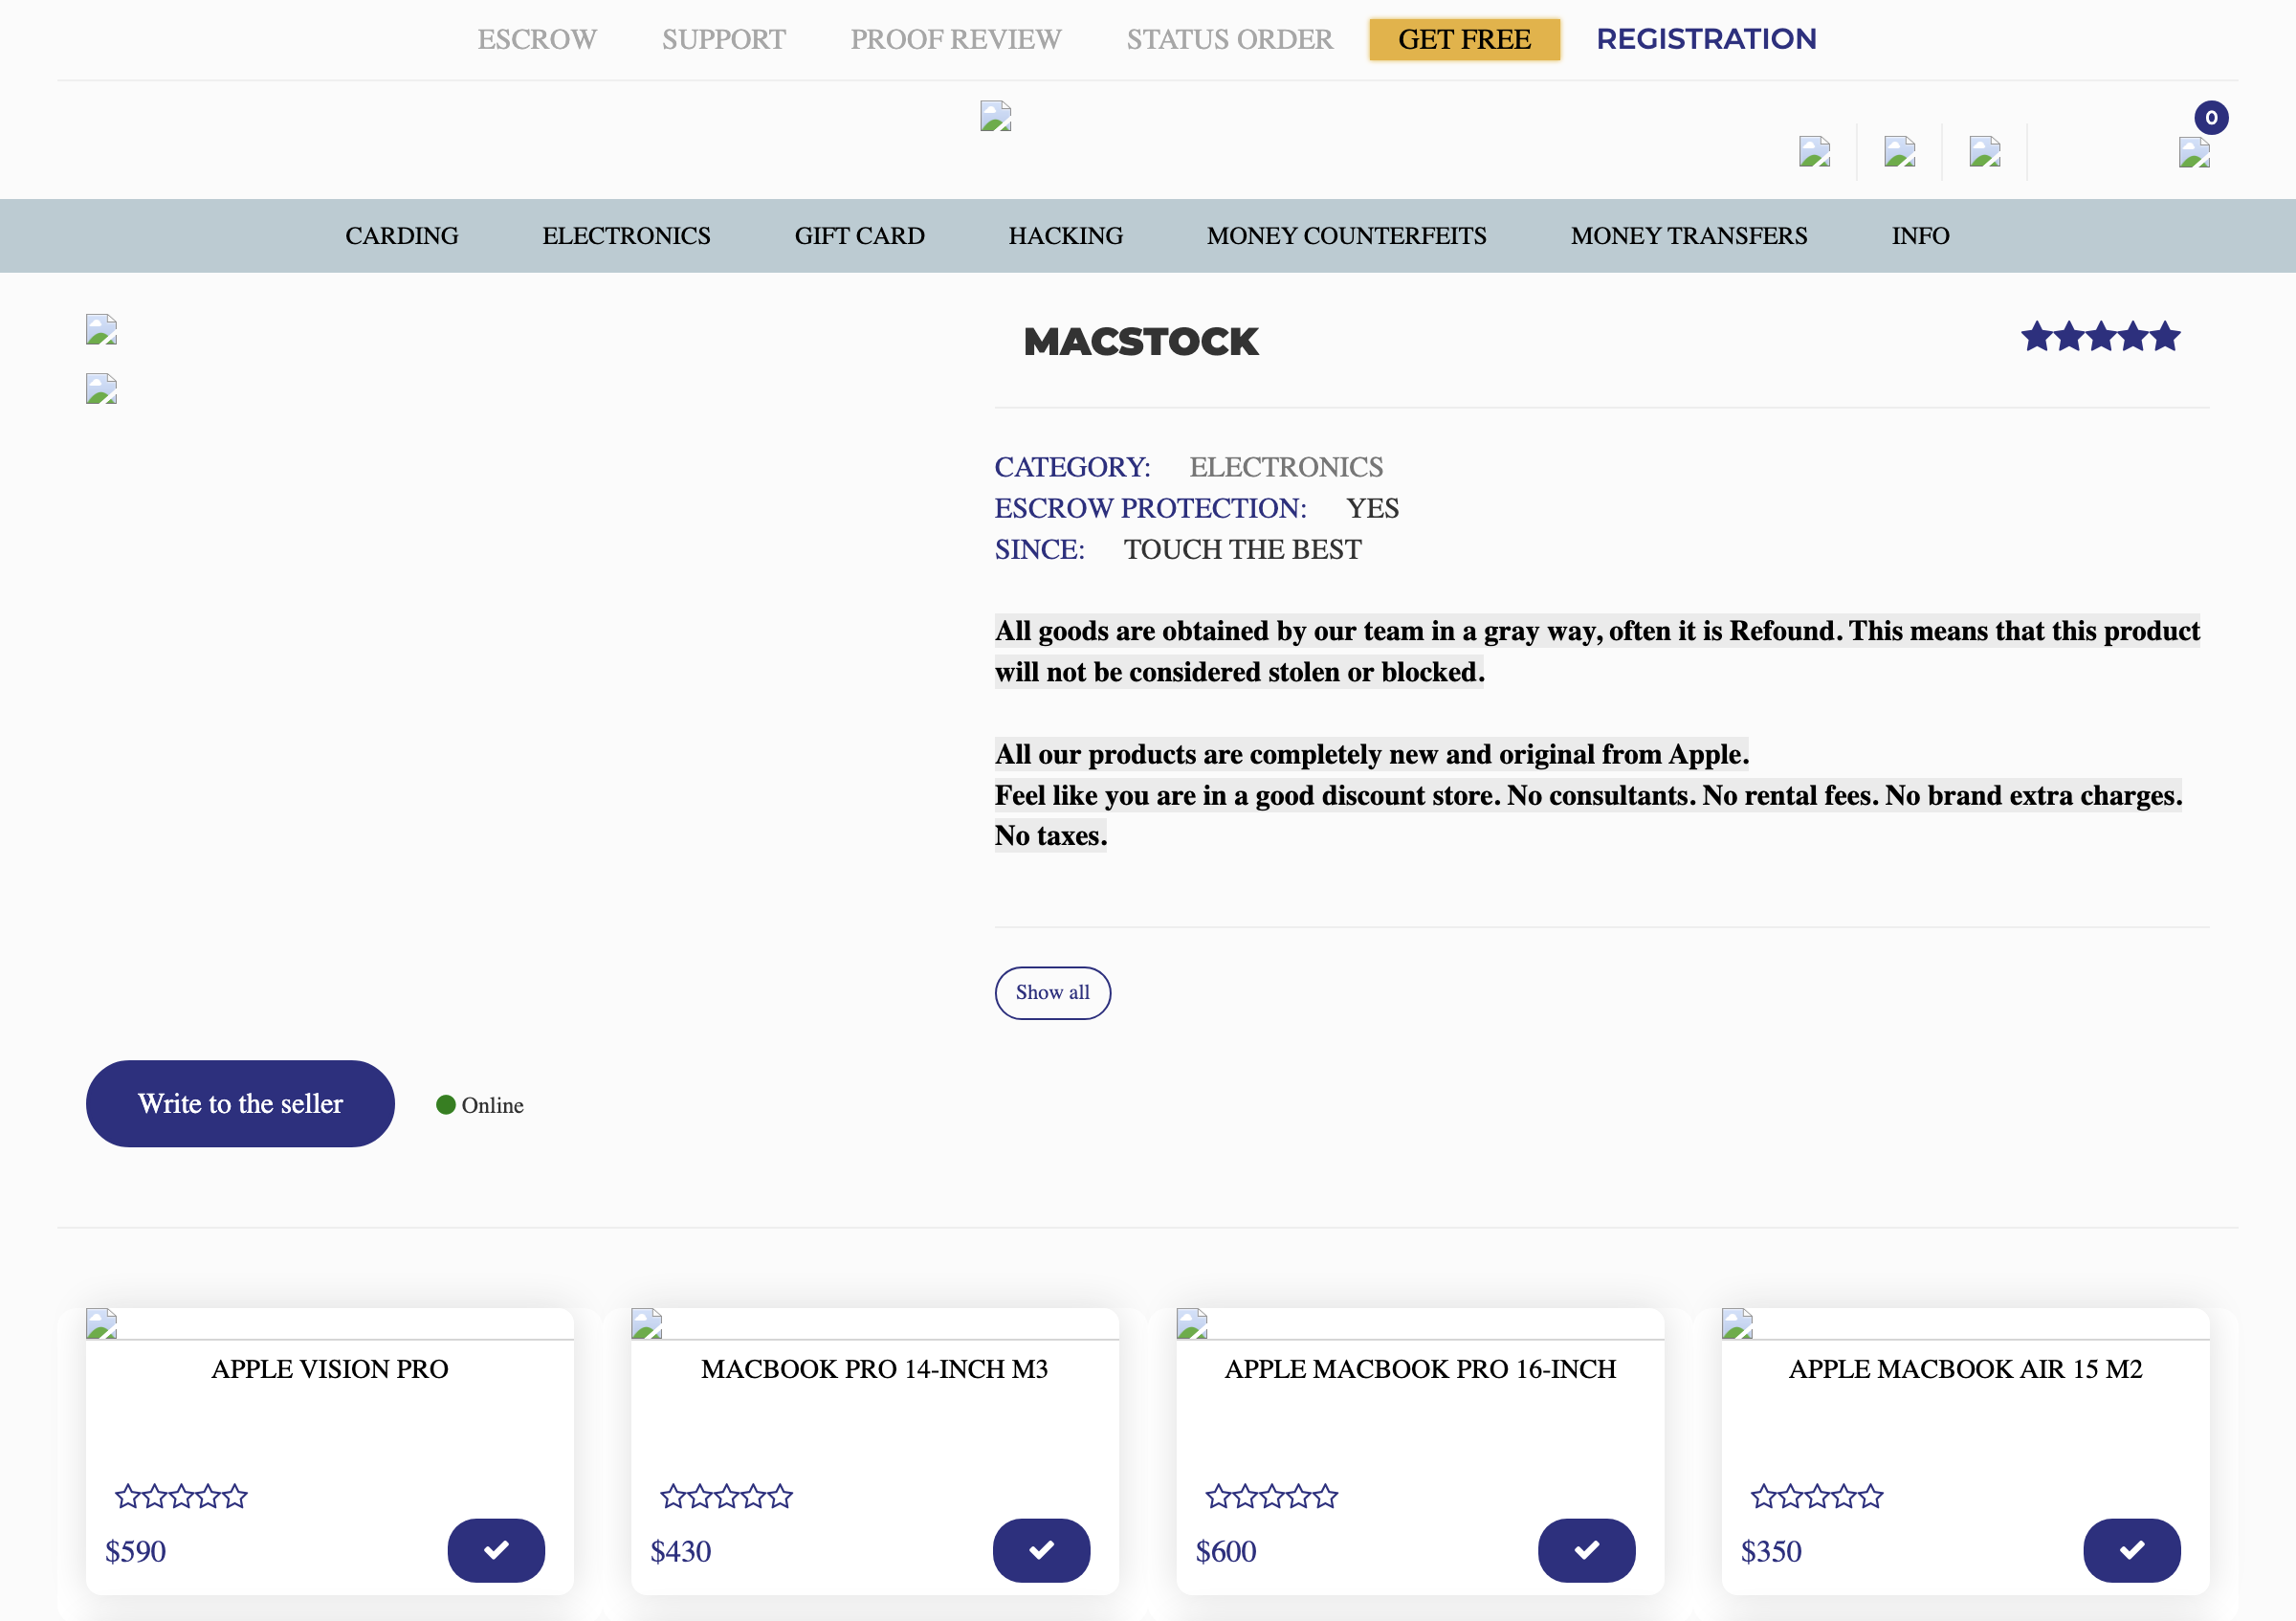 ESCROW SUPPORT PROOF REVIEW STATUS ORDER GET FREE REGISTRATION
0
CARDING ELECTRONICS GIFT CARD HACKING MONEY COUNTERFEITS MONEY TRANSFERS INFO
MACSTOCK
CATEGORY: ELECTRONICS
ESCROW PROTECTION: YES
SINCE: TOUCH THE BEST
All goods are obtained by our team in a gray way, often it is Refound. This means that this product
will not be considered stolen or blocked.
All our products are completely new and original from Apple.
Feel like you are in a good discount store. No consultants. No rental fees. No brand extra charges.
No taxes.
Show all
Write to the seller Online
APPLE VISION PRO MACBOOK PRO 14-INCH M3 APPLE MACBOOK PRO 16-INCH APPLE MACBOOK AIR 15 M2
$590 $430 $600 $350